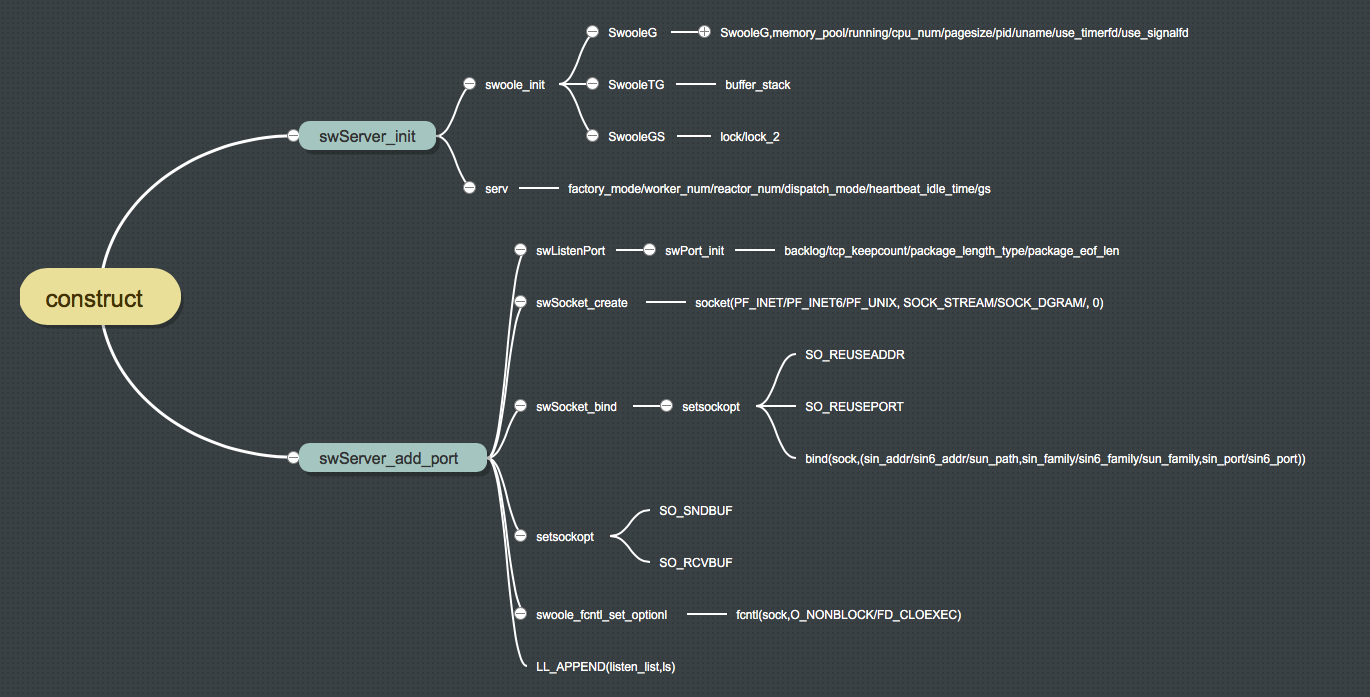 construct
swServer_init
swoole_init
SwooleG
SwooleG,memory_pool/running/cpu_num/pagesize/pid/uname/use_timerfd/use_signalfd
SwooleTG
buffer_stack
SwooleGS
lock/lock_2
serv
factory_mode/worker_num/reactor_num/dispatch_mode/heartbeat_idle_time/gs
swServer_add_port
swListenPort
swPort_init
backlog/tcp_keepcount/package_length_type/package_eof_len
swSocket_create
socket(PF_INET/PF_INET6/PF_UNIX, SOCK_STREAM/SOCK_DGRAM/, 0)
swSocket_bind
setsockopt
SO_REUSEADDR
SO_REUSEPORT
bind(sock,(sin_addr/sin6_addr/sun_path,sin_family/sin6_family/sun_family,sin_port/sin6_port))
setsockopt
SO_SNDBUF
SO_RCVBUF
swoole_fcntl_set_optionl
fcntl(sock,O_NONBLOCK/FD_CLOEXEC)
LL_APPEND(listen_list,ls)